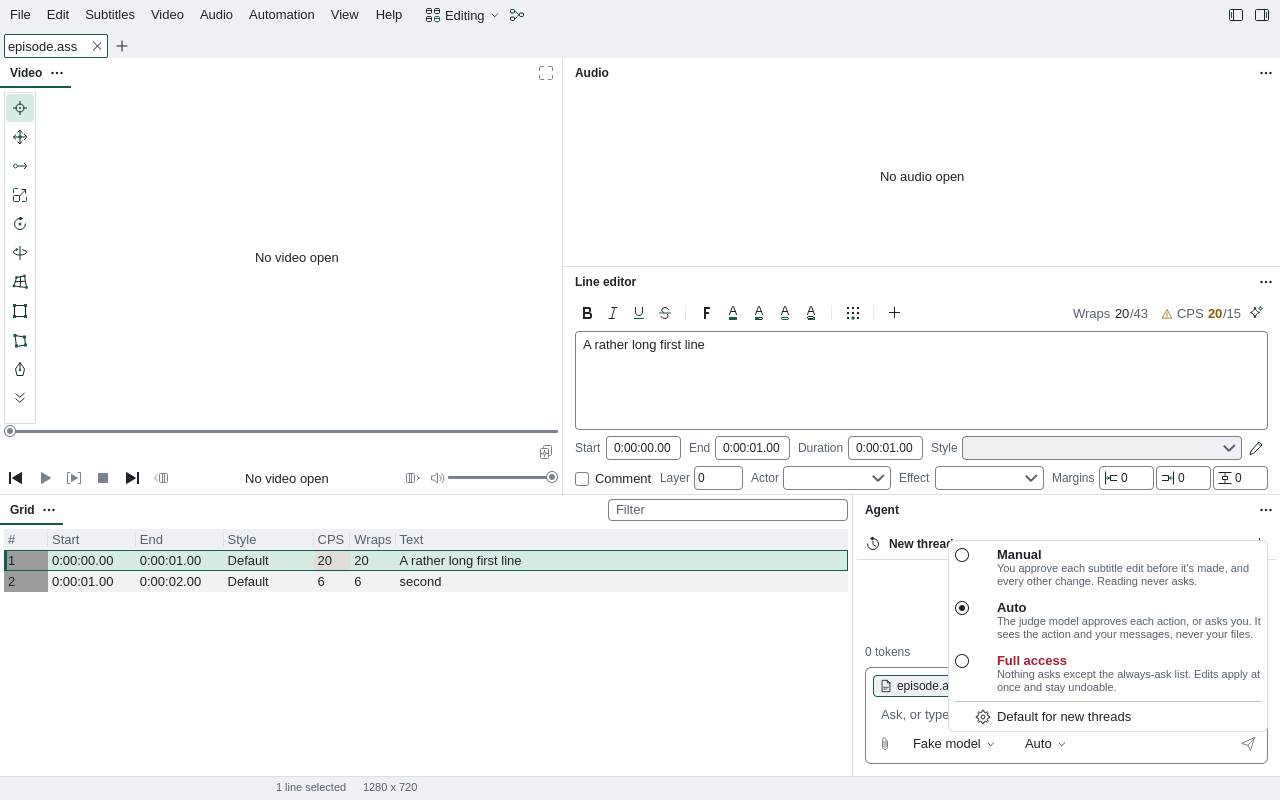 File Edit Subtitles Video Audio Automation View Help Editing
episode.ass
Video
Audio
No video open
No audio open
Line editor
Wraps 20/43 CPS 20/15
A rather long first line
Start 0:00:00.00 End 0:00:01.00 Duration 0:00:01.00 Style
No video open
Comment Layer 0 Actor Effect Margins 0 0 0
Grid
Filter
# Start End Style CPS Wraps Text
1 0:00:00.00 0:00:01.00 Default 20 20 A rather long first line
2 0:00:01.00 0:00:02.00 Default 6 6 second
Agent
New thread
Manual
You approve each subtitle edit before it's made, and
every other change. Reading never asks.
Auto
The judge model approves each action, or asks you. It
sees the action and your messages, never your files.
Full access
Nothing asks except the always-ask list. Edits apply at
once and stay undoable.
Default for new threads
0 tokens
episode.a
Ask, or type
Fake model Auto
1 line selected 1280 x 720